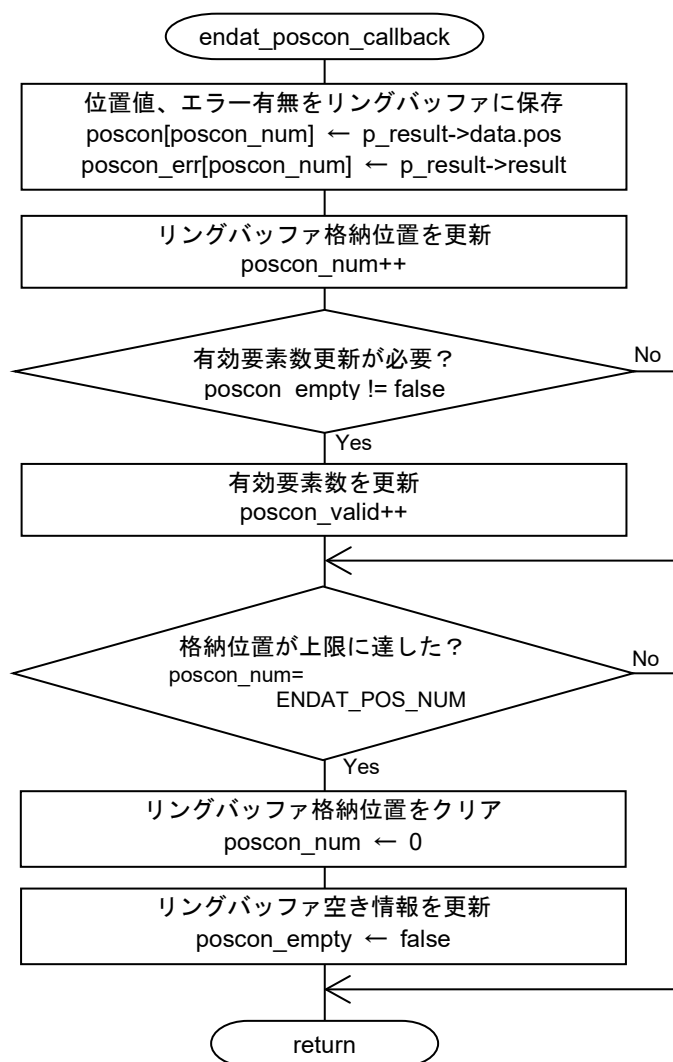 endat_poscon_callback
位置値、エラー有無をリングバッファに保存
poscon[poscon_num] ← p_result->data.pos
poscon_err[poscon_num] ← p_result->result
リングバッファ格納位置を更新
poscon_num++
有効要素数更新が必要？
poscon_empty != false
No
Yes
有効要素数を更新
poscon_valid++
格納位置が上限に達した？
poscon_num=
ENDAT_POS_NUM
No
Yes
リングバッファ格納位置をクリア
poscon_num ← 0
リングバッファ空き情報を更新
poscon_empty ← false
return